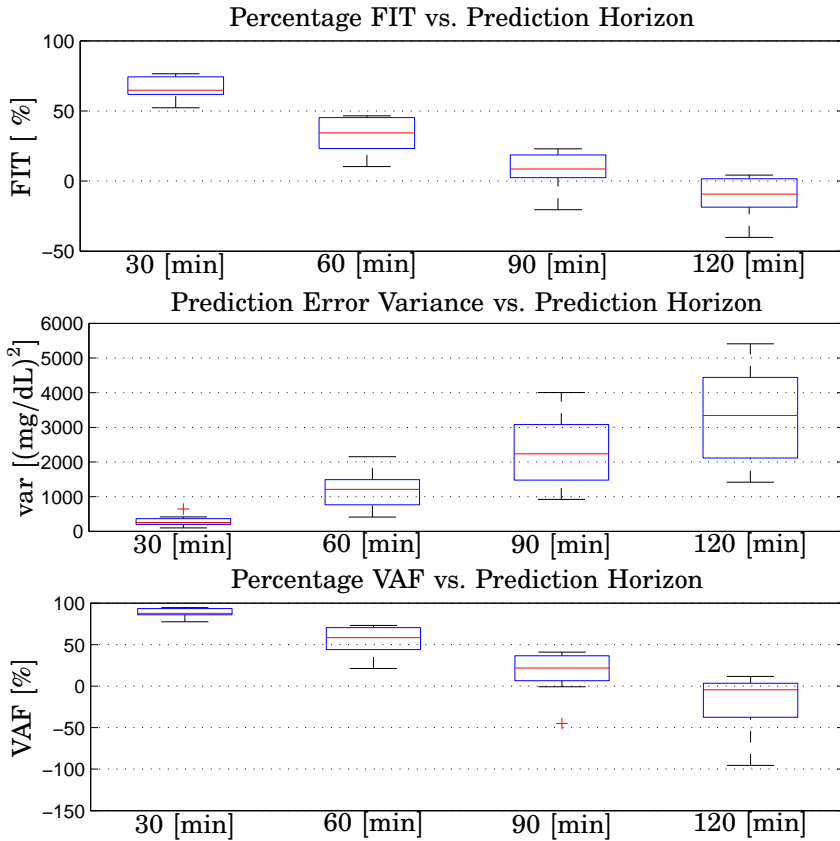 Percentage FIT vs. Prediction Horizon
FIT [ %]
100
50
0
−50
30 [min]
60 [min]
90 [min]
120 [min]
Prediction Error Variance vs. Prediction Horizon
var [(mg/dL)²]
6000
5000
4000
3000
2000
1000
0
30 [min]
60 [min]
90 [min]
120 [min]
Percentage VAF vs. Prediction Horizon
VAF [%]
100
50
0
−50
−100
−150
30 [min]
60 [min]
90 [min]
120 [min]